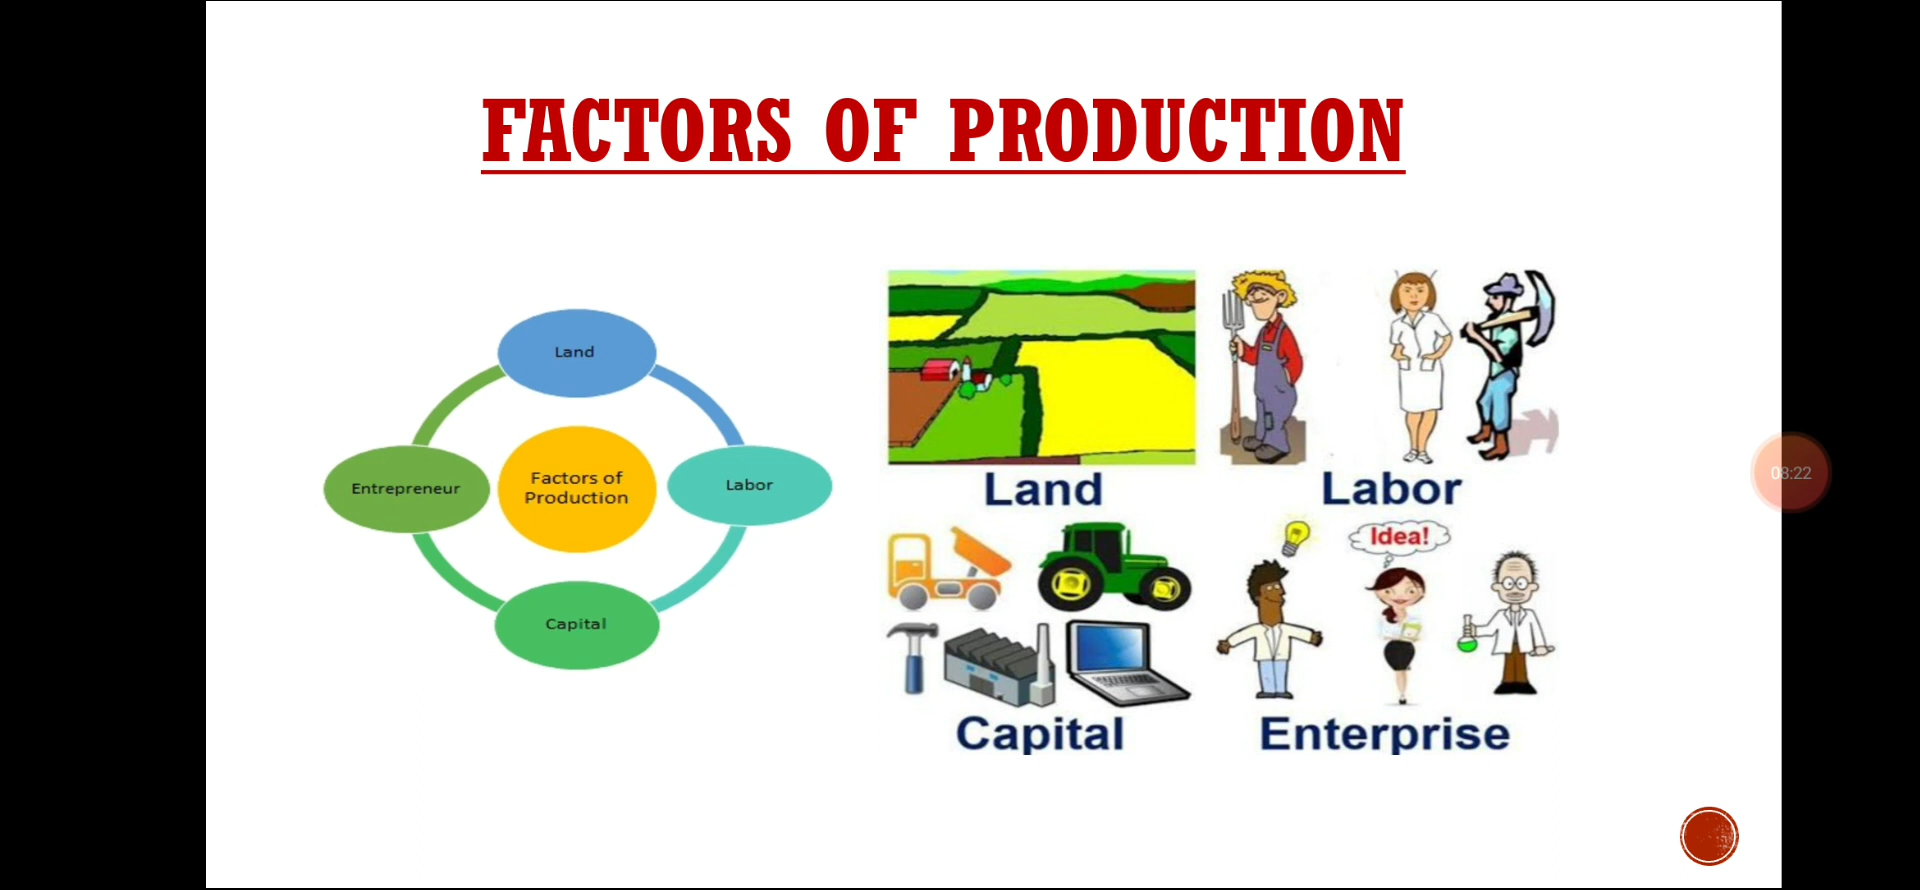 FACTORS OF PRODUCTION
Land
Entrepreneur
Factors of
Production
Labor
Capital
Land
Labor
Idea!
Capital
Enterprise
08:22